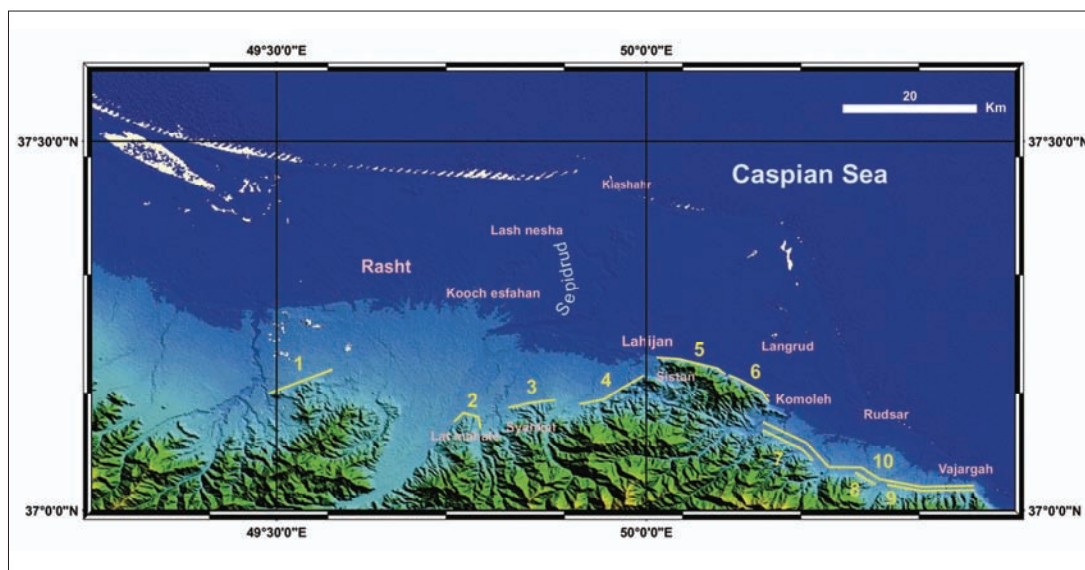 49°30'0"E
50°0'0"E
20
Km
37°30'0"N
37°30'0"N
Caspian Sea
Kiashahr
Lash nesha
Sepidrud
Rasht
Kooch esfahan
Lahijan
Langrud
1
5
Sistan
6
2
3
4
Komoleh
Rudsar
Lat mahale
Syahkal
7
10
Vajargah
8
9
37°0'0"N
37°0'0"N
49°30'0"E
50°0'0"E